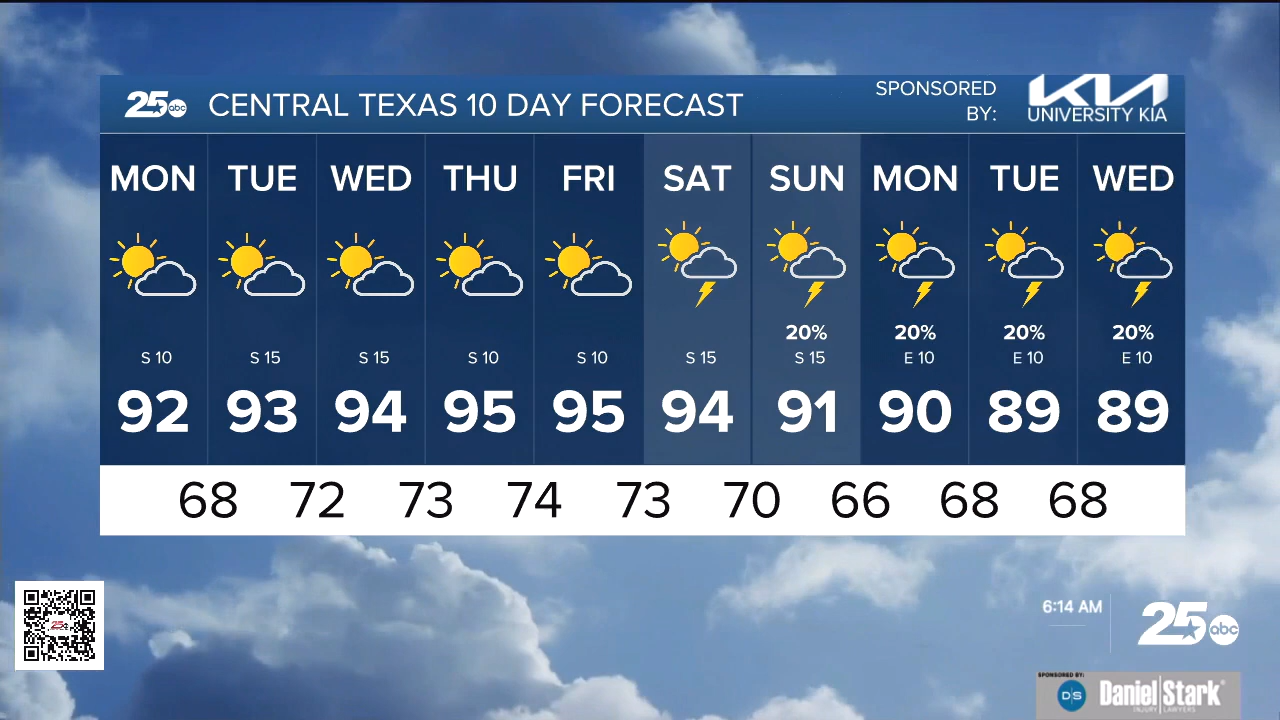 25 abc CENTRAL TEXAS 10 DAY FORECAST
SPONSORED
BY:
KIA
UNIVERSITY KIA
MON TUE WED THU FRI SAT SUN MON TUE WED
20% 20% 20% 20%
S 10 S 15 S 15 S 10 S 10 S 15 S 15 E 10 E 10 E 10
92 93 94 95 95 94 91 90 89 89
68 72 73 74 73 70 66 68 68
25
6:14 AM
25 abc
SPONSORED BY:
DS Daniel Stark
INJURY LAWYERS